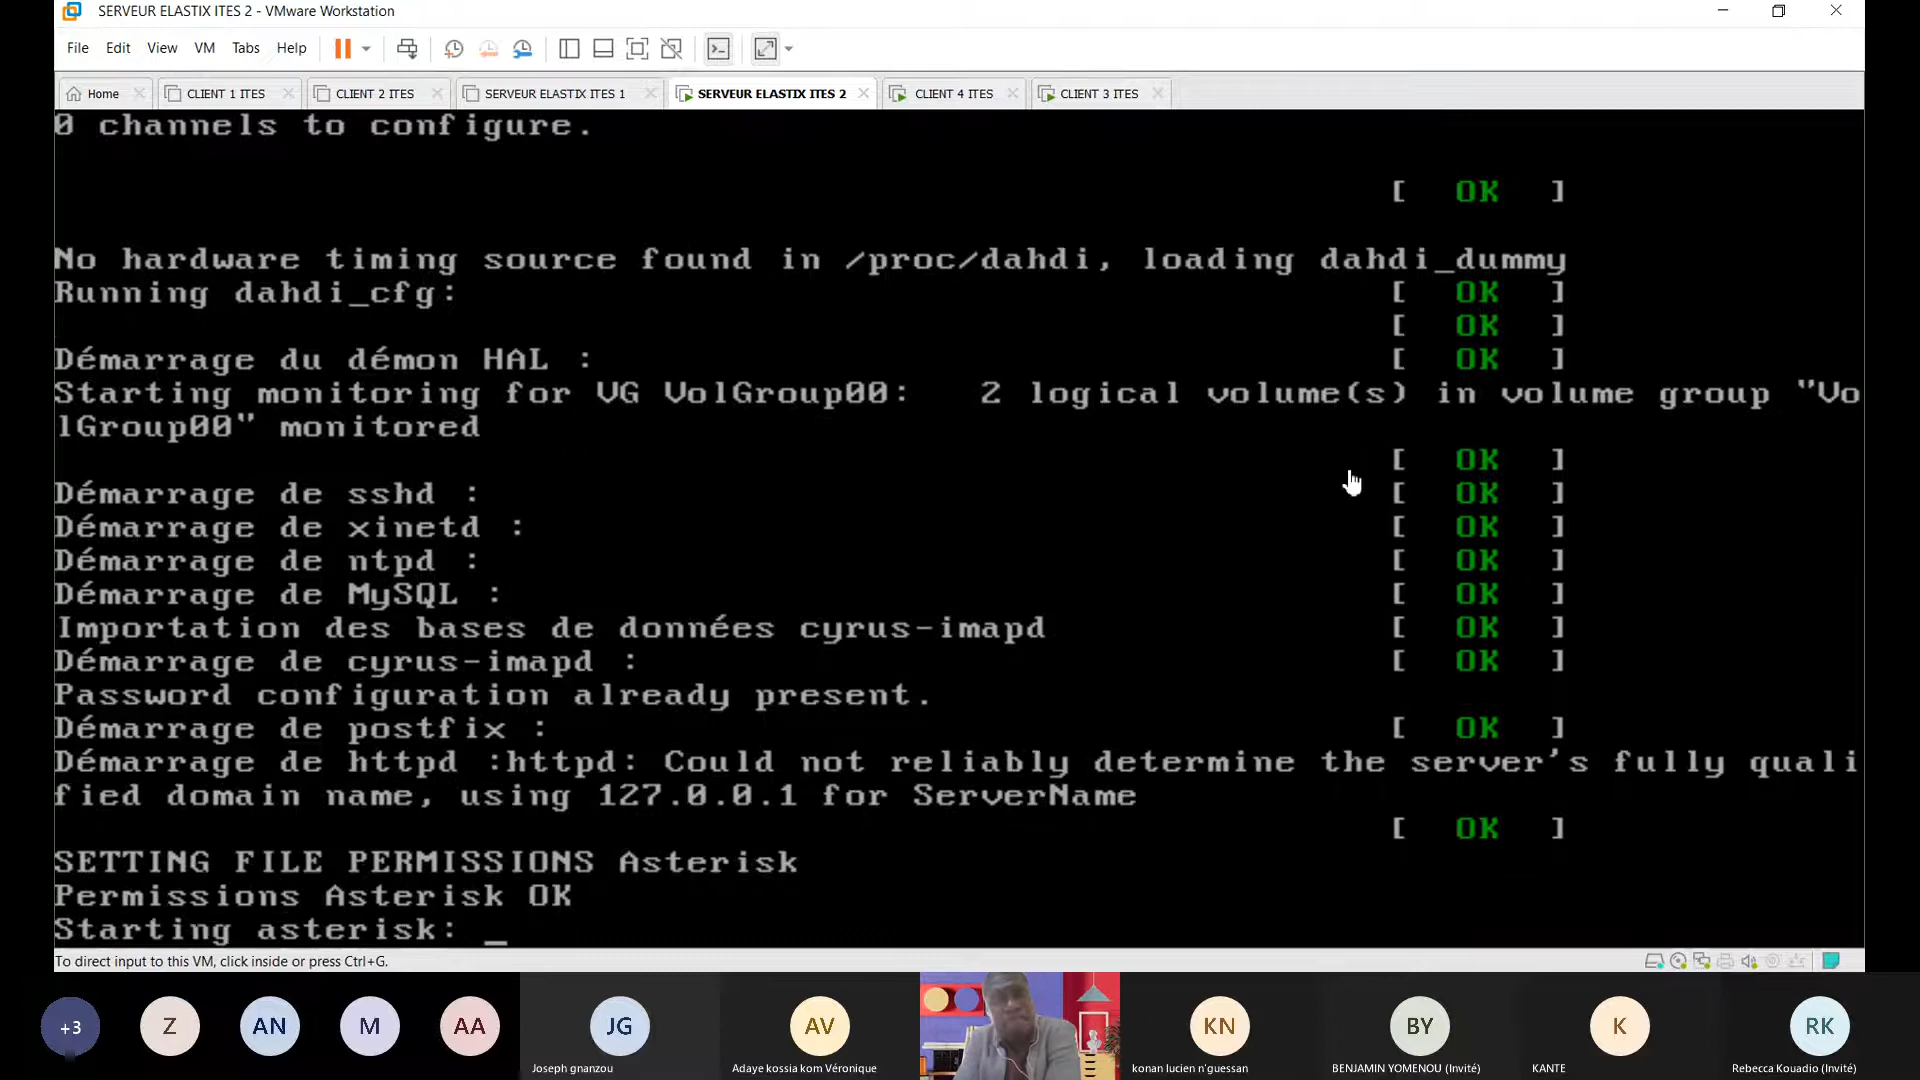 SERVEUR ELASTIX ITES 2 - VMware Workstation
File Edit View VM Tabs Help
Home CLIENT 1 ITES CLIENT 2 ITES SERVEUR ELASTIX ITES 1 SERVEUR ELASTIX ITES 2 CLIENT 4 ITES CLIENT 3 ITES
0 channels to configure.
[ OK ]
No hardware timing source found in /proc/dahdi, loading dahdi_dummy
Running dahdi_cfg: [ OK ]
[ OK ]
Démarrage du démon HAL : [ OK ]
Starting monitoring for VG VolGroup00: 2 logical volume(s) in volume group "Vo
lGroup00" monitored
[ OK ]
Démarrage de sshd : [ OK ]
Démarrage de xinetd : [ OK ]
Démarrage de ntpd : [ OK ]
Démarrage de MySQL : [ OK ]
Importation des bases de données cyrus-imapd [ OK ]
Démarrage de cyrus-imapd : [ OK ]
Password configuration already present.
Démarrage de postfix : [ OK ]
Démarrage de httpd :httpd: Could not reliably determine the server's fully quali
fied domain name, using 127.0.0.1 for ServerName
[ OK ]
SETTING FILE PERMISSIONS Asterisk
Permissions Asterisk OK
Starting asterisk: _
To direct input to this VM, click inside or press Ctrl+G.
+3 Z AN M AA JG AV KN BY K RK
Joseph gnanzou Adaye kossia kom Véronique konan lucien n'guessan BENJAMIN YOMENOU (Invité) KANTE Rebecca Kouadio (Invité)